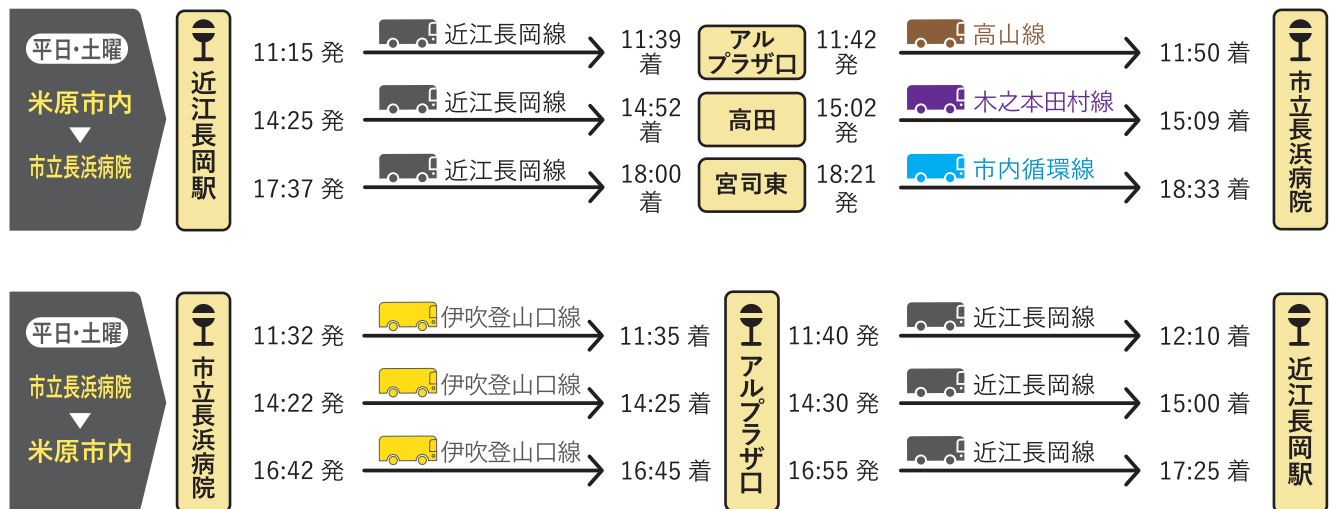 平日・土曜
米原市内
市立長浜病院
近江長岡駅
11:15 発
近江長岡線
11:39
着
アル
プラザ口
11:42
発
高山線
11:50 着
14:25 発
近江長岡線
14:52
着
高田
15:02
発
木之本田村線
15:09 着
17:37 発
近江長岡線
18:00
着
宮司東
18:21
発
市内循環線
18:33 着
市立長浜病院
平日・土曜
市立長浜病院
米原市内
市立長浜病院
11:32 発
伊吹登山口線
11:35 着
アルプラザ口
11:40 発
近江長岡線
12:10 着
14:22 発
伊吹登山口線
14:25 着
14:30 発
近江長岡線
15:00 着
16:42 発
伊吹登山口線
16:45 着
16:55 発
近江長岡線
17:25 着
近江長岡駅